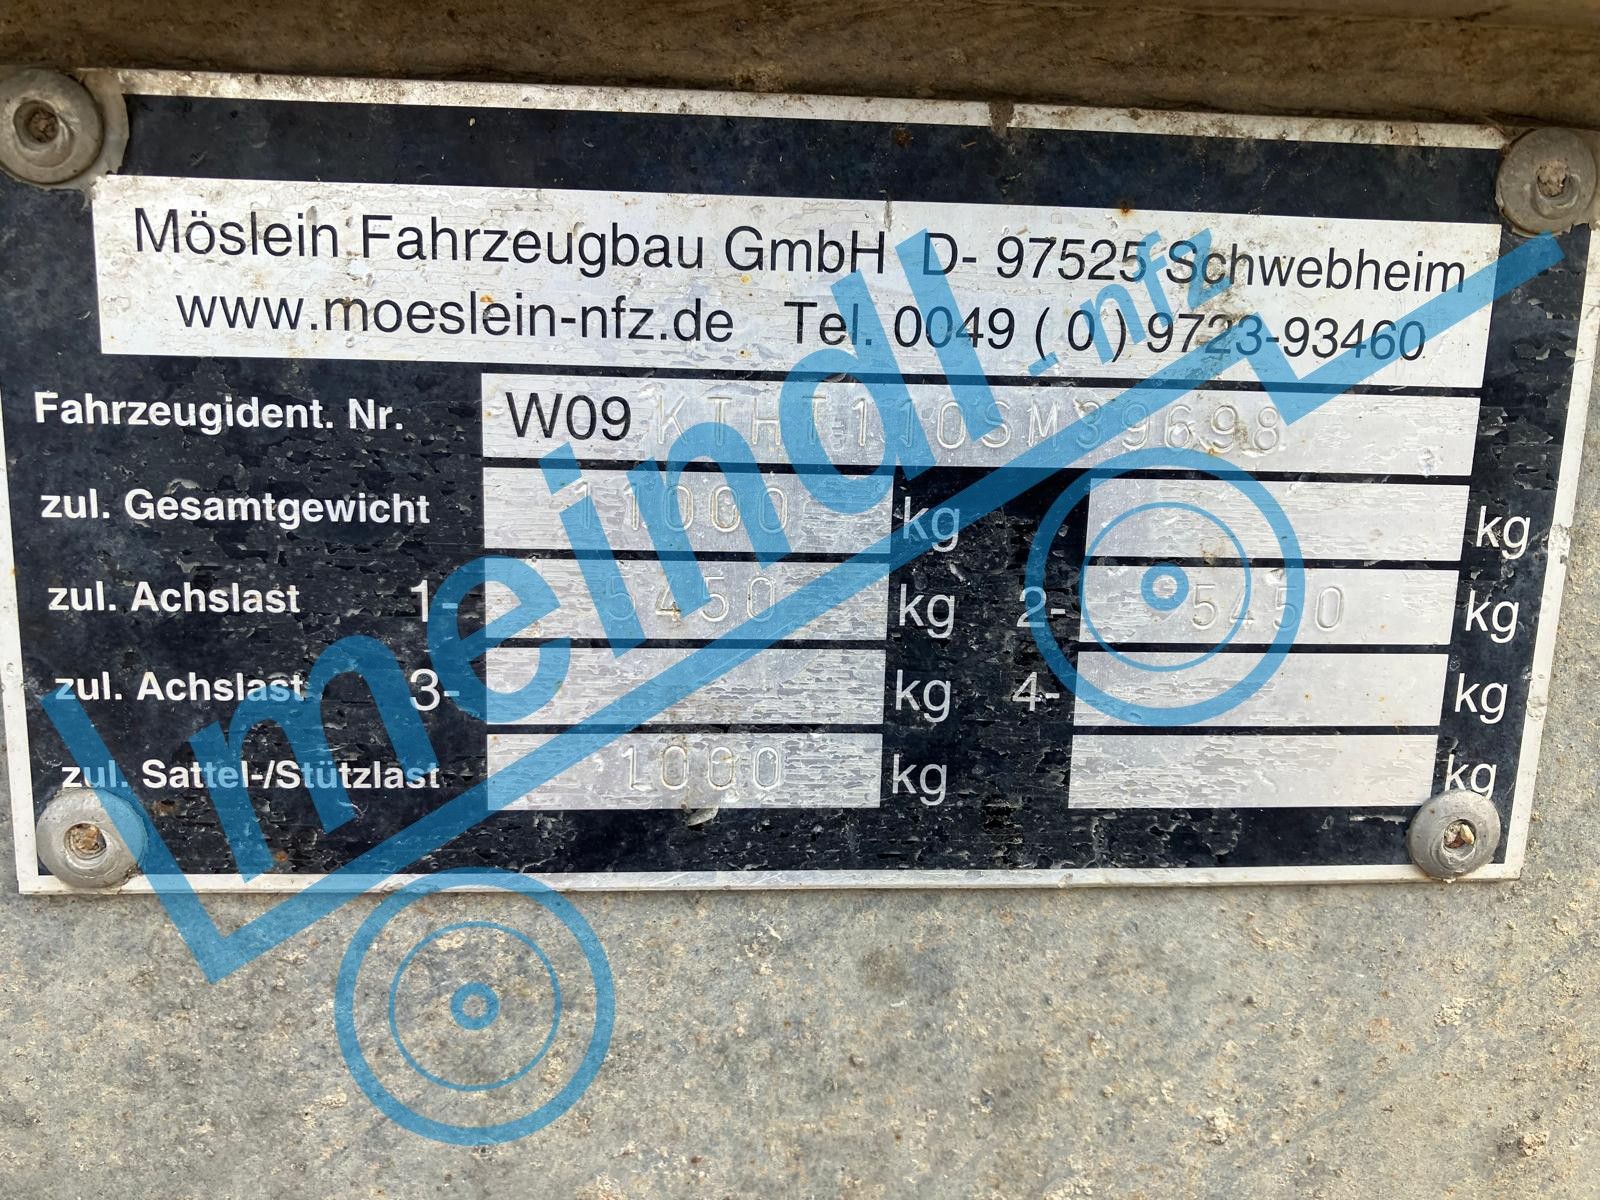 Möslein Fahrzeugbau GmbH D- 97525 Schwebheim
www.moeslein-nfz.de Tel. 0049 ( 0 ) 9723-93460
Fahrzeugident. Nr. W09 KTHT110SM39698
zul. Gesamtgewicht 11000 kg kg
zul. Achslast 1- 5450 kg 2- 5450 kg
zul. Achslast 3- kg 4- kg
zul. Sattel-/Stützlast 1000 kg kg
meindl-nfz